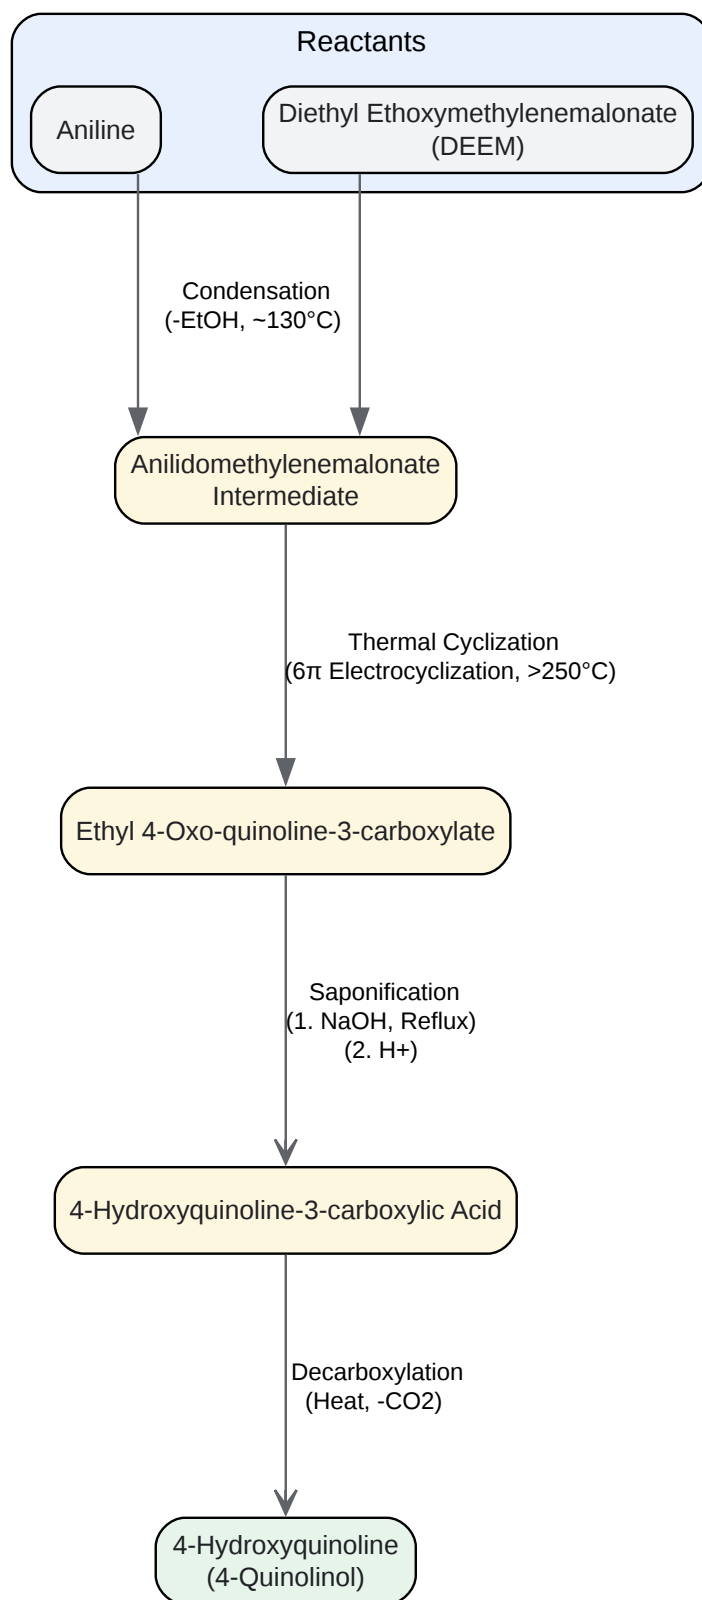 Reactants
Aniline
Diethyl Ethoxymethylenemalonate
(DEEM)
Condensation
(-EtOH, ~130°C)
Anilidomethylenemalonate
Intermediate
Thermal Cyclization
(6π Electrocyclization, >250°C)
Ethyl 4-Oxo-quinoline-3-carboxylate
Saponification
(1. NaOH, Reflux)
(2. H+)
4-Hydroxyquinoline-3-carboxylic Acid
Decarboxylation
(Heat, -CO2)
4-Hydroxyquinoline
(4-Quinolinol)